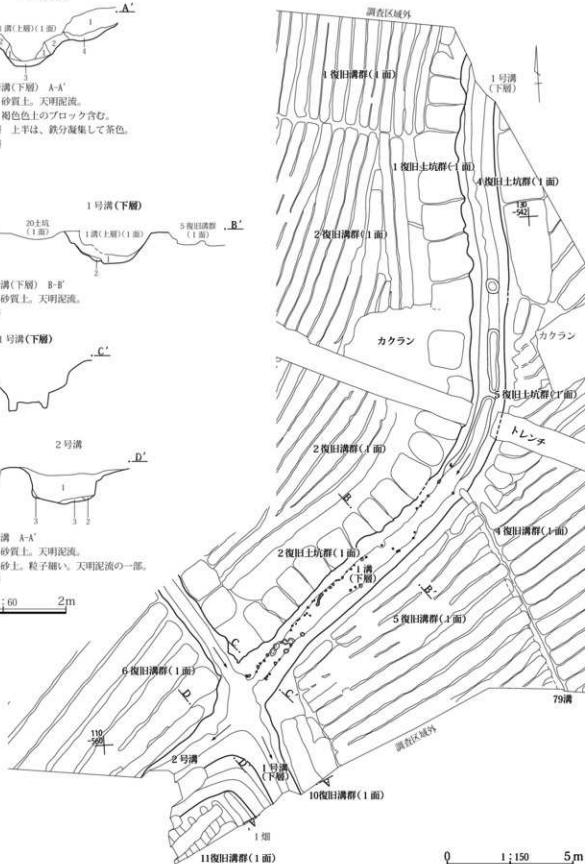 A'
1溝(上層)(1面)
1
2
1
2
4
3
溝(下層) A-A'
砂質土。天明泥流。
褐色土のブロック含む。
上半は、鉄分凝集して茶色。
1号溝(下層)
20土坑
(1面)
1溝(上層)(1面)
5復旧溝群
(1面)
B'
1
2
溝(下層) B-B'
砂質土。天明泥流。
号溝(下層)
C'
2号溝
D'
1
3
3
2
溝 A-A'
砂質土。天明泥流。
砂土。粒子細い。天明泥流の一部。
:60
2m
調査区域外
1復旧溝群(1面)
1号溝
(下層)
1復旧土坑群(1面)
4復旧土坑群(1面)
130
-542
2復旧溝群(1面)
カクラン
カクラン
5復旧土坑群(1面)
トレンチ
2復旧溝群(1面)
B
4復旧溝群(1面)
2復旧土坑群(1面)
1溝
(下層)
B'
5復旧溝群(1面)
C
6復旧溝群(1面)
C'
D
79溝
110
-560
調査区域外
2号溝
1号溝
(下層)
D'
A
10復旧溝群(1面)
A'
1畑
11復旧溝群(1面)
0
1:150
5m